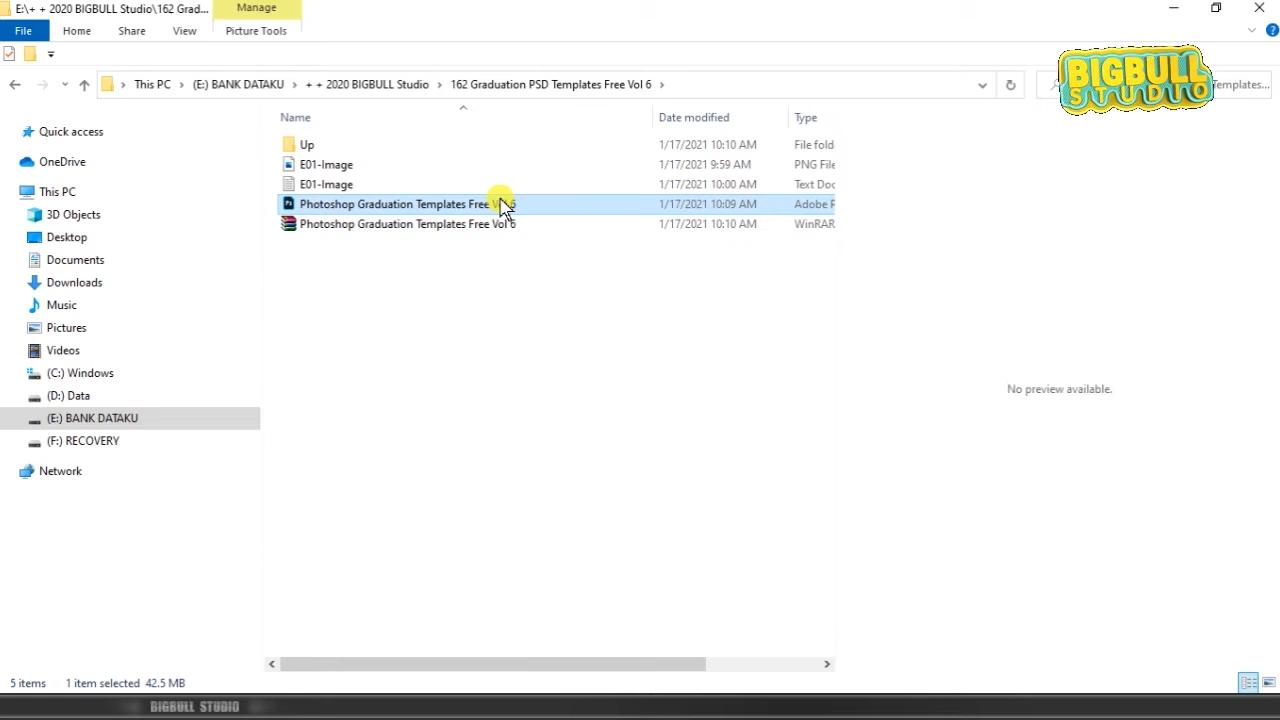 E:\+ + 2020 BIGBULL Studio\162 Grad...
Manage
File
Home
Share
View
Picture Tools
This PC
(E:) BANK DATAKU
+ + 2020 BIGBULL Studio
162 Graduation PSD Templates Free Vol 6
Templates...
BIGBULL
STUDIO
Name
Date modified
Type
Quick access
OneDrive
This PC
3D Objects
Desktop
Documents
Downloads
Music
Pictures
Videos
(C:) Windows
(D:) Data
(E:) BANK DATAKU
(F:) RECOVERY
Network
Up 1/17/2021 10:10 AM File fold
E01-Image 1/17/2021 9:59 AM PNG File
E01-Image 1/17/2021 10:00 AM Text Doc
Photoshop Graduation Templates Free Vol 6 1/17/2021 10:09 AM Adobe P
Photoshop Graduation Templates Free Vol 6 1/17/2021 10:10 AM WinRAR
No preview available.
5 items 1 item selected 42.5 MB
BIGBULL STUDIO